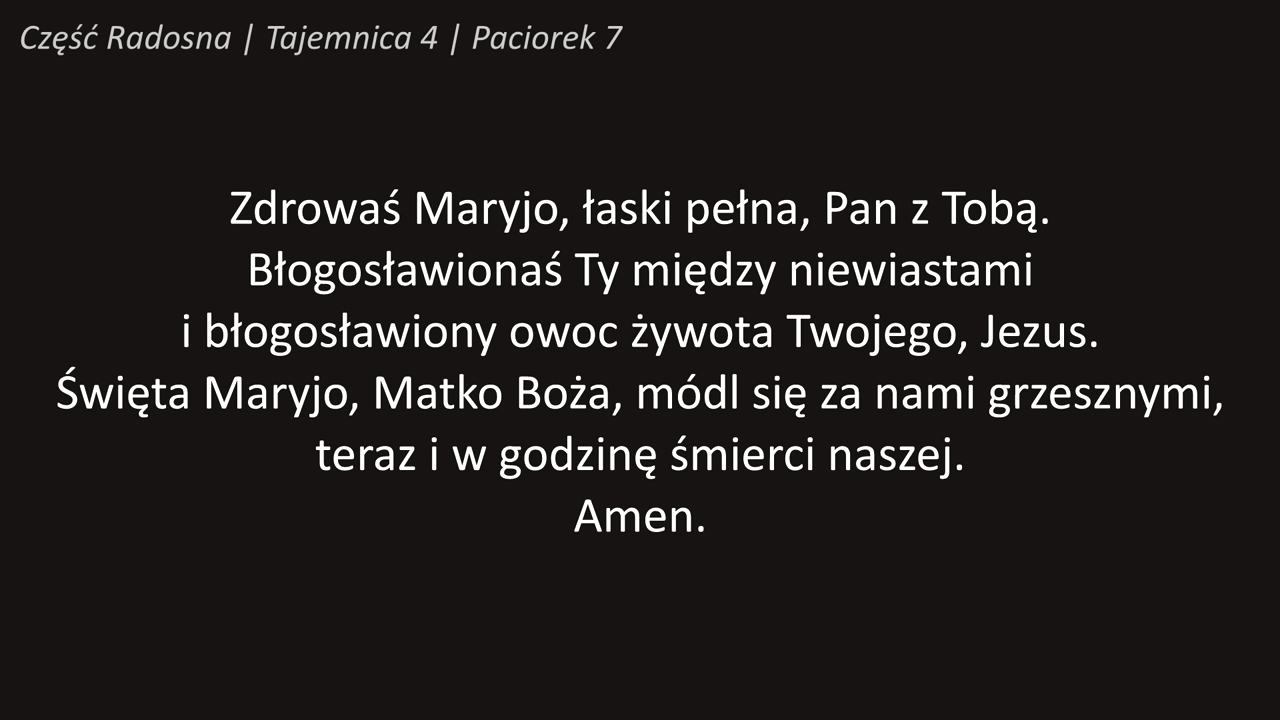 Część Radosna | Tajemnica 4 | Paciorek 7
Zdrowaś Maryjo, łaski pełna, Pan z Tobą.
Błogosławionaś Ty między niewiastami
i błogosławiony owoc żywota Twojego, Jezus.
Święta Maryjo, Matko Boża, módl się za nami grzesznymi,
teraz i w godzinę śmierci naszej.
Amen.